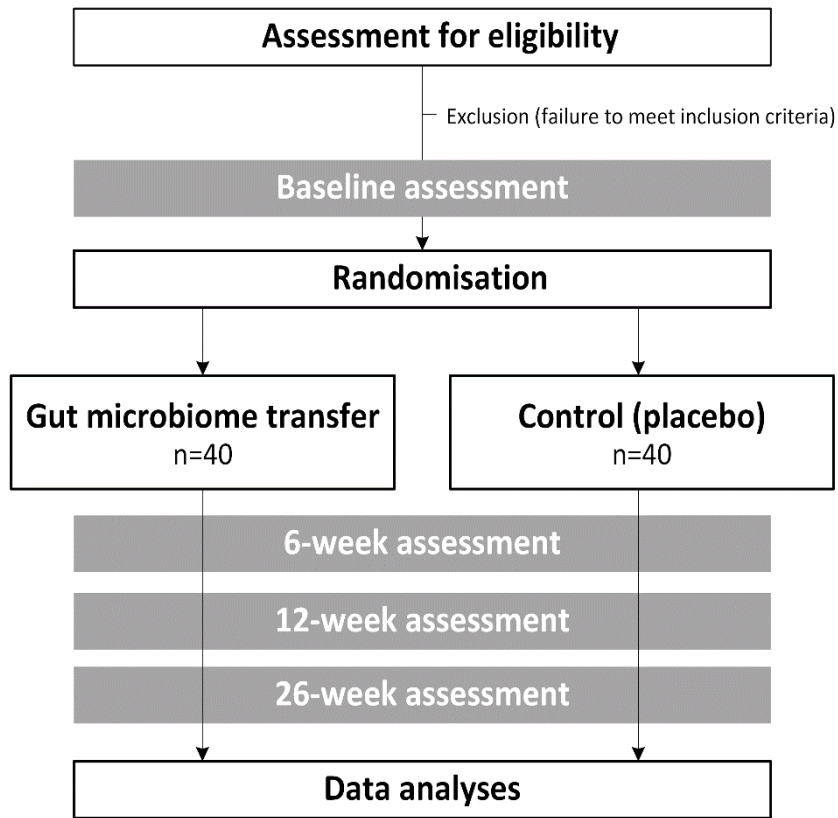 Assessment for eligibility
Exclusion (failure to meet inclusion criteria)
Baseline assessment
Randomisation
Gut microbiome transfer
n=40
Control (placebo)
n=40
6-week assessment
12-week assessment
26-week assessment
Data analyses